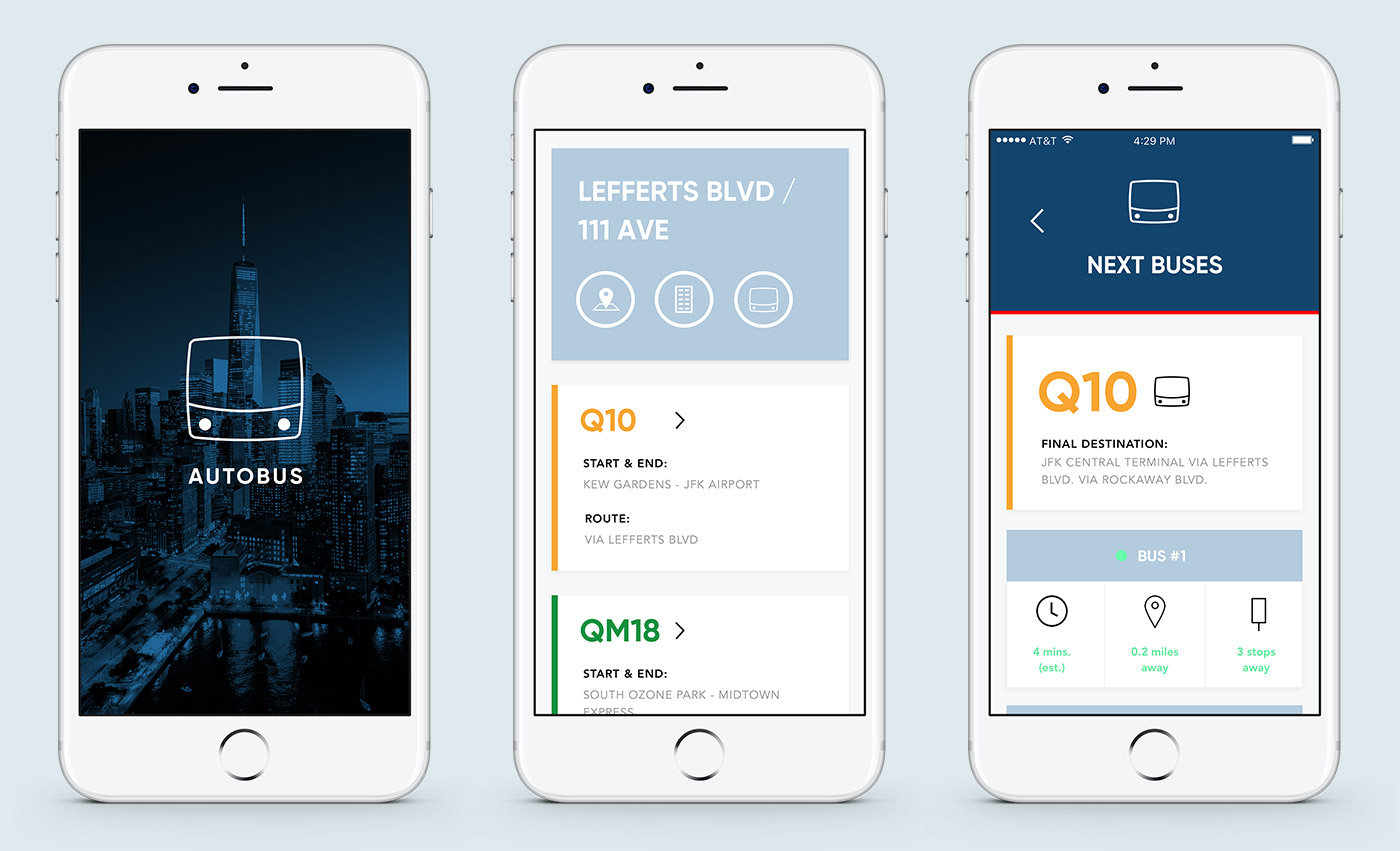 AUTOBUS
LEFFERTS BLVD /
111 AVE
Q10
START & END:
KEW GARDENS - JFK AIRPORT
ROUTE:
VIA LEFFERTS BLVD
QM18
START & END:
SOUTH OZONE PARK - MIDTOWN
EXPRESS
AT&T 4:29 PM
NEXT BUSES
Q10
FINAL DESTINATION:
JFK CENTRAL TERMINAL VIA LEFFERTS
BLVD. VIA ROCKAWAY BLVD.
BUS #1
4 mins.
(est.)
0.2 miles
away
3 stops
away